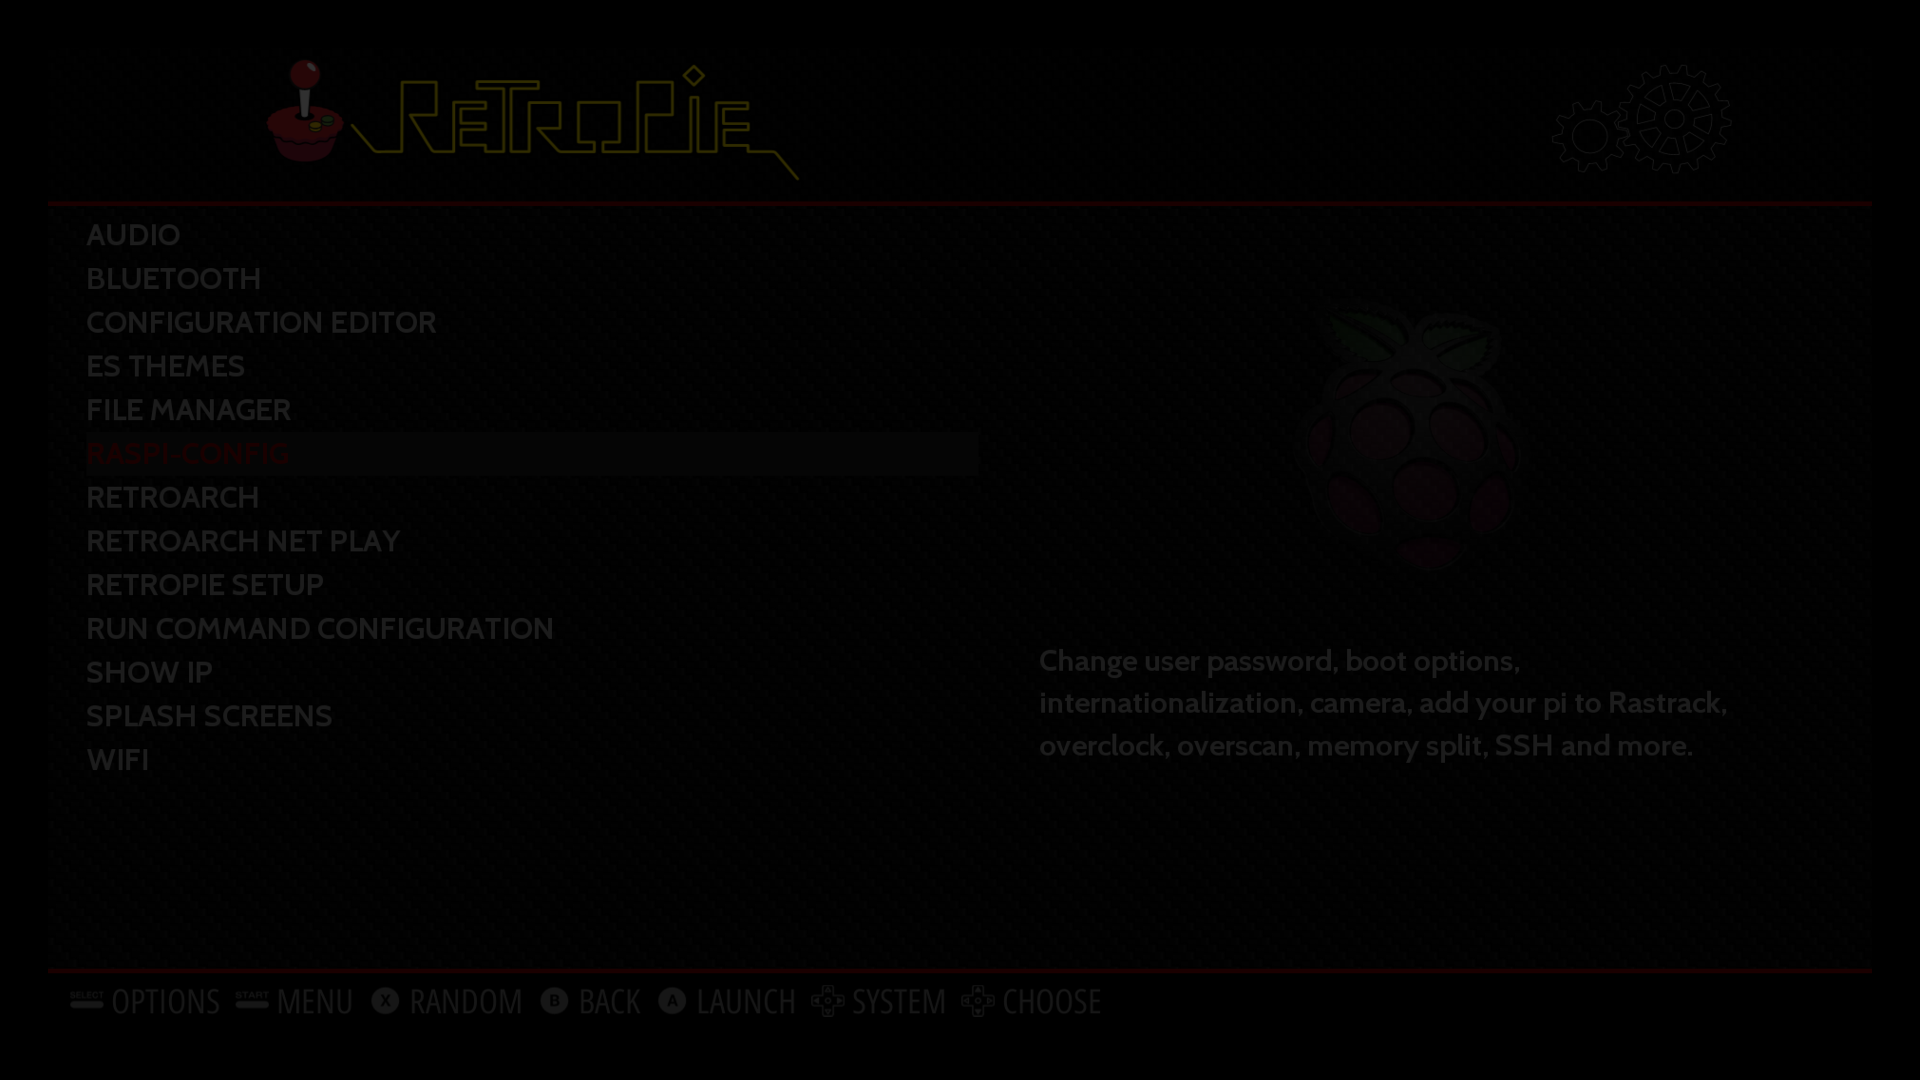 RETROPIE
AUDIO
BLUETOOTH
CONFIGURATION EDITOR
ES THEMES
FILE MANAGER
RASPI-CONFIG
RETROARCH
RETROARCH NET PLAY
RETROPIE SETUP
RUN COMMAND CONFIGURATION
SHOW IP
SPLASH SCREENS
WIFI
Change user password, boot options,
internationalization, camera, add your pi to Rastrack,
overclock, overscan, memory split, SSH and more.
SELECT OPTIONS START MENU X RANDOM B BACK A LAUNCH SYSTEM CHOOSE